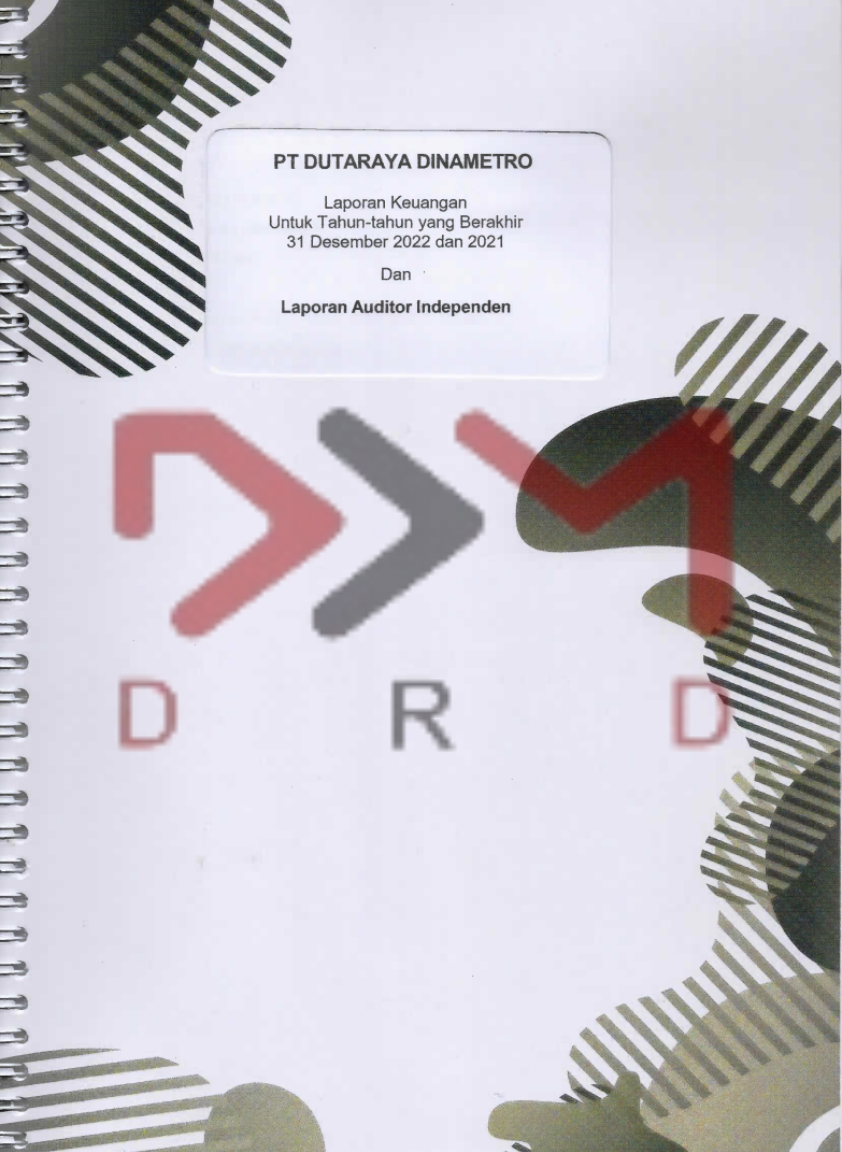 PT DUTARAYA DINAMETRO
Laporan Keuangan
Untuk Tahun-tahun yang Berakhir
31 Desember 2022 dan 2021
Dan
Laporan Auditor Independen
D R D